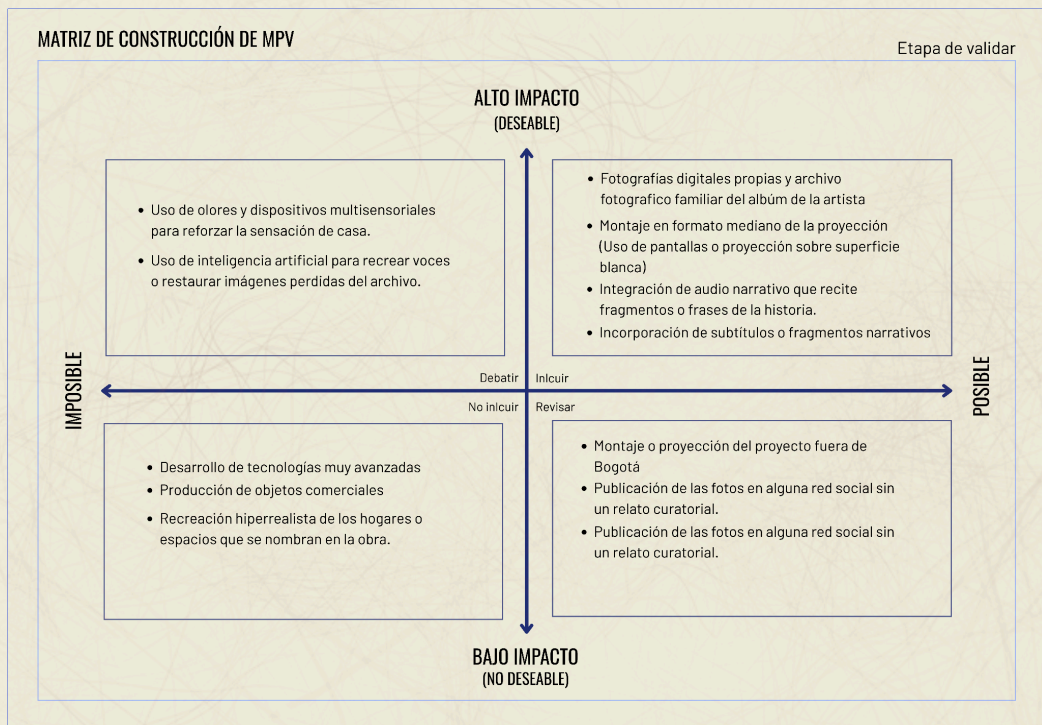 MATRIZ DE CONSTRUCCIÓN DE MPV
Etapa de validar
ALTO IMPACTO
(DESEABLE)
• Uso de olores y dispositivos multisensoriales
para reforzar la sensación de casa.
• Uso de inteligencia artificial para recrear voces
o restaurar imágenes perdidas del archivo.
• Fotografías digitales propias y archivo
fotografico familiar del albúm de la artista
• Montaje en formato mediano de la proyección
(Uso de pantallas o proyección sobre superficie
blanca)
• Integración de audio narrativo que recite
fragmentos o frases de la historia.
• Incorporación de subtítulos o fragmentos narrativos
IMPOSIBLE
POSIBLE
Debatir
Inlcuir
No inlcuir
Revisar
• Desarrollo de tecnologías muy avanzadas
• Producción de objetos comerciales
• Recreación hiperrealista de los hogares o
espacios que se nombran en la obra.
• Montaje o proyección del proyecto fuera de
Bogotá
• Publicación de las fotos en alguna red social sin
un relato curatorial.
• Publicación de las fotos en alguna red social sin
un relato curatorial.
BAJO IMPACTO
(NO DESEABLE)